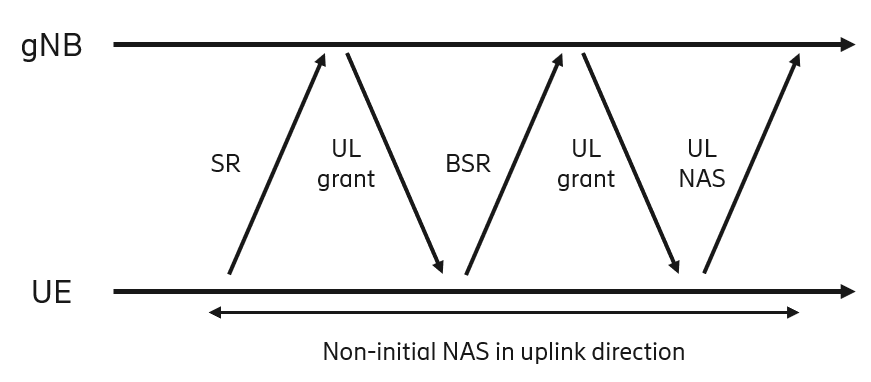 gNB
SR
UL
grant
BSR
UL
grant
UL
NAS
UE
Non-initial NAS in uplink direction